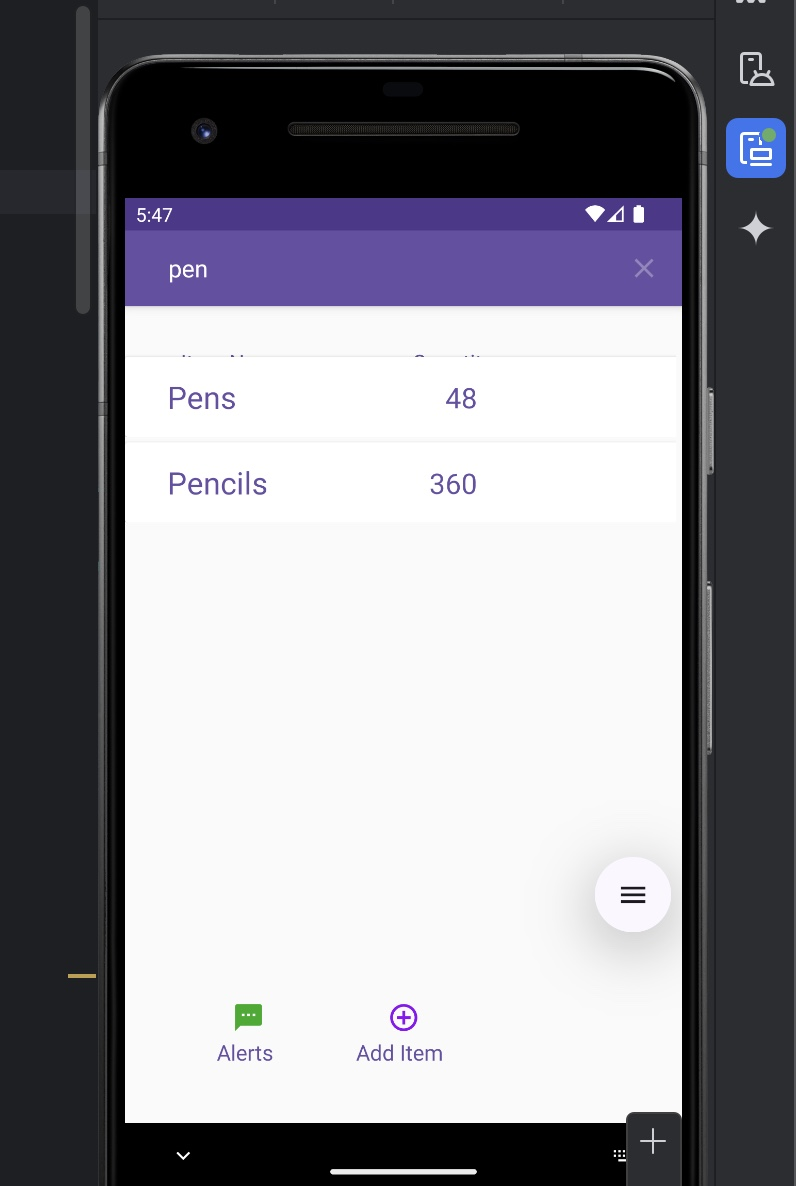 5:47
pen
Pens 48
Pencils 360
Alerts Add Item